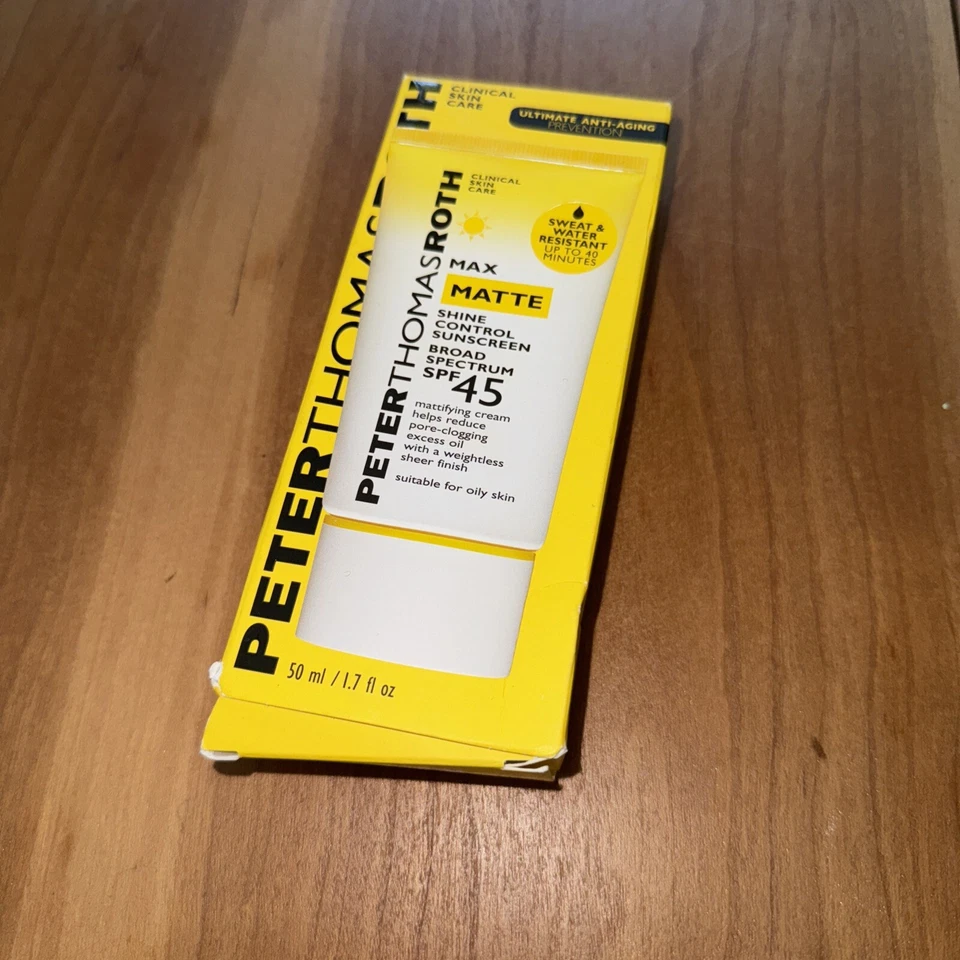 CLINICAL
SKIN
CARE
ULTIMATE ANTI-AGING
PREVENTION
PETERTHOMASROTH
CLINICAL
SKIN
CARE
SWEAT &
WATER
RESISTANT
UP TO 40
MINUTES
PETERTHOMASROTH
MAX
MATTE
SHINE
CONTROL
SUNSCREEN
BROAD
SPECTRUM
SPF 45
mattifying cream
helps reduce
pore-clogging
excess oil
with a weightless
sheer finish
suitable for oily skin
50 ml / 1.7 fl oz